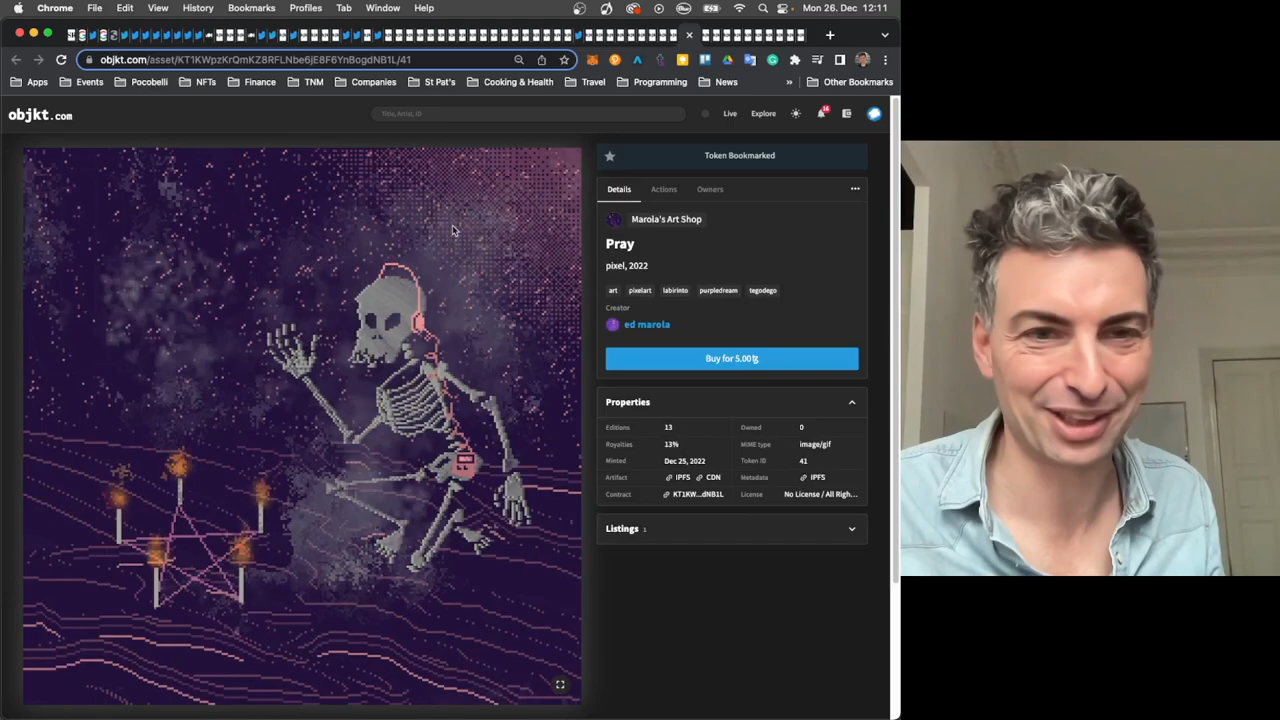 Chrome File Edit View History Bookmarks Profiles Tab Window Help Mon 26. Dec 12:11
objkt.com/asset/KT1KWpzKrQmKZ8RFLNbe6jE8F6YnBogdNB1L/41
Apps Events Pocobelli NFTs Finance TNM Companies St Pat's Cooking & Health Travel Programming News » Other Bookmarks
objkt.com Title, Artist, ID Live Explore 16
Token Bookmarked
Details Actions Owners
Marola's Art Shop
Pray
pixel, 2022
art pixelart labirinto purpledream tegodego
Creator
ed marola
Buy for 5.00ꜩ
Properties
Editions 13 Owned 0
Royalties 13% MIME type image/gif
Minted Dec 25, 2022 Token ID 41
Artifact IPFS CDN Metadata IPFS
Contract KT1KW...dNB1L License No License / All Righ...
Listings 1